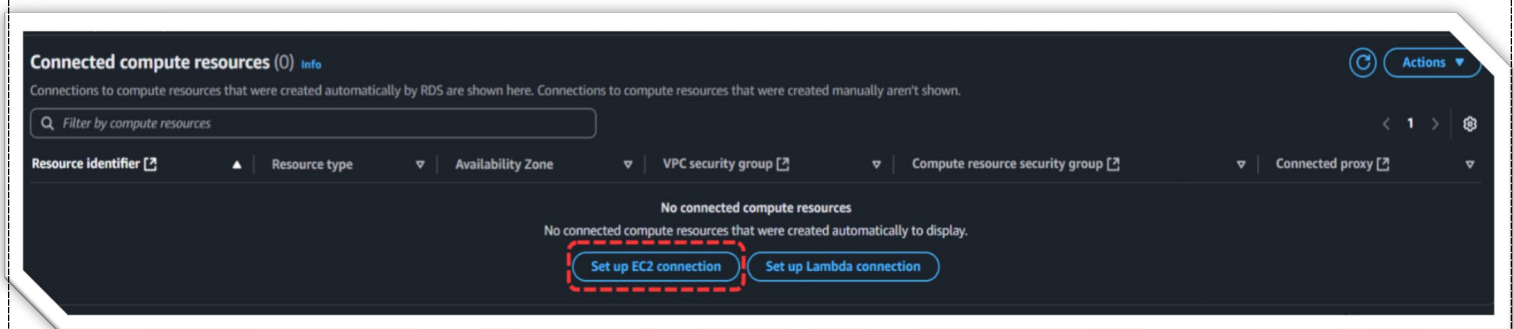 Connected compute resources (0) Info
Actions
Connections to compute resources that were created automatically by RDS are shown here. Connections to compute resources that were created manually aren't shown.
Filter by compute resources
1
Resource identifier Resource type Availability Zone VPC security group Compute resource security group Connected proxy
No connected compute resources
No connected compute resources that were created automatically to display.
Set up EC2 connection Set up Lambda connection